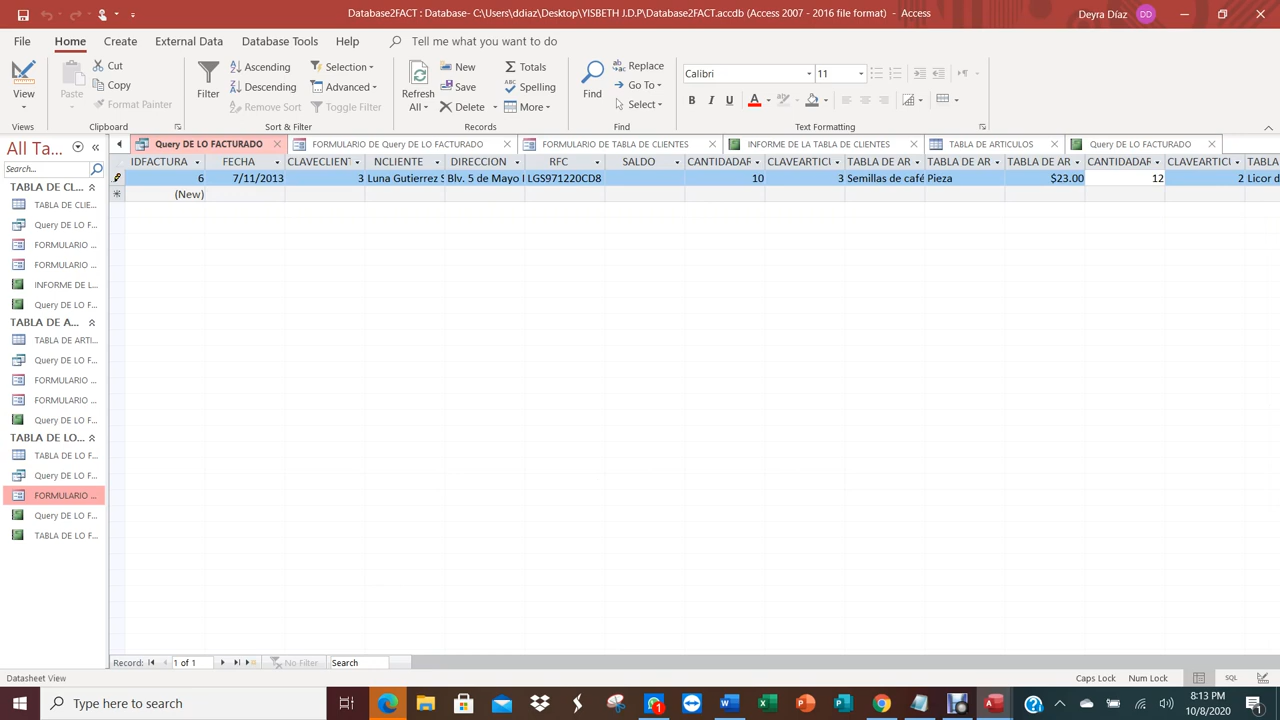 Database2FACT : Database- C:\Users\ddiaz\Desktop\YISBETH J.D.P\Database2FACT.accdb (Access 2007 - 2016 file format) - Access
Deyra Díaz DD
File Home Create External Data Database Tools Help Tell me what you want to do
View
Views
Paste
Cut
Copy
Format Painter
Clipboard
Filter
Ascending
Descending
Remove Sort
Selection
Advanced
Toggle Filter
Sort & Filter
Refresh
All
New
Save
Delete
Totals
Spelling
More
Records
Find
Replace
Go To
Select
Find
Calibri 11
B I U A
Text Formatting
All Ta...
Search...
TABLA DE CL...
TABLA DE CLIE...
Query DE LO F...
FORMULARIO ...
FORMULARIO ...
INFORME DE L...
Query DE LO F...
TABLA DE A...
TABLA DE ARTI...
Query DE LO F...
FORMULARIO ...
FORMULARIO ...
Query DE LO F...
TABLA DE LO...
TABLA DE LO F...
Query DE LO F...
FORMULARIO ...
Query DE LO F...
TABLA DE LO F...
Query DE LO FACTURADO FORMULARIO DE Query DE LO FACTURADO FORMULARIO DE TABLA DE CLIENTES INFORME DE LA TABLA DE CLIENTES TABLA DE ARTICULOS Query DE LO FACTURADO
IDFACTURA FECHA CLAVECLIENT NCLIENTE DIRECCION RFC SALDO CANTIDADAR CLAVEARTIC TABLA DE AR TABLA DE AR TABLA DE AR CANTIDADAR CLAVEARTIC TABLA
6 7/11/2013 3 Luna Gutierrez S Blv. 5 de Mayo LGS971220CD8 10 3 Semillas de café Pieza $23.00 12 2 Licor d
(New)
Record: 1 of 1 No Filter Search
Datasheet View Caps Lock Num Lock SQL
Type here to search
1
8:13 PM
10/8/2020